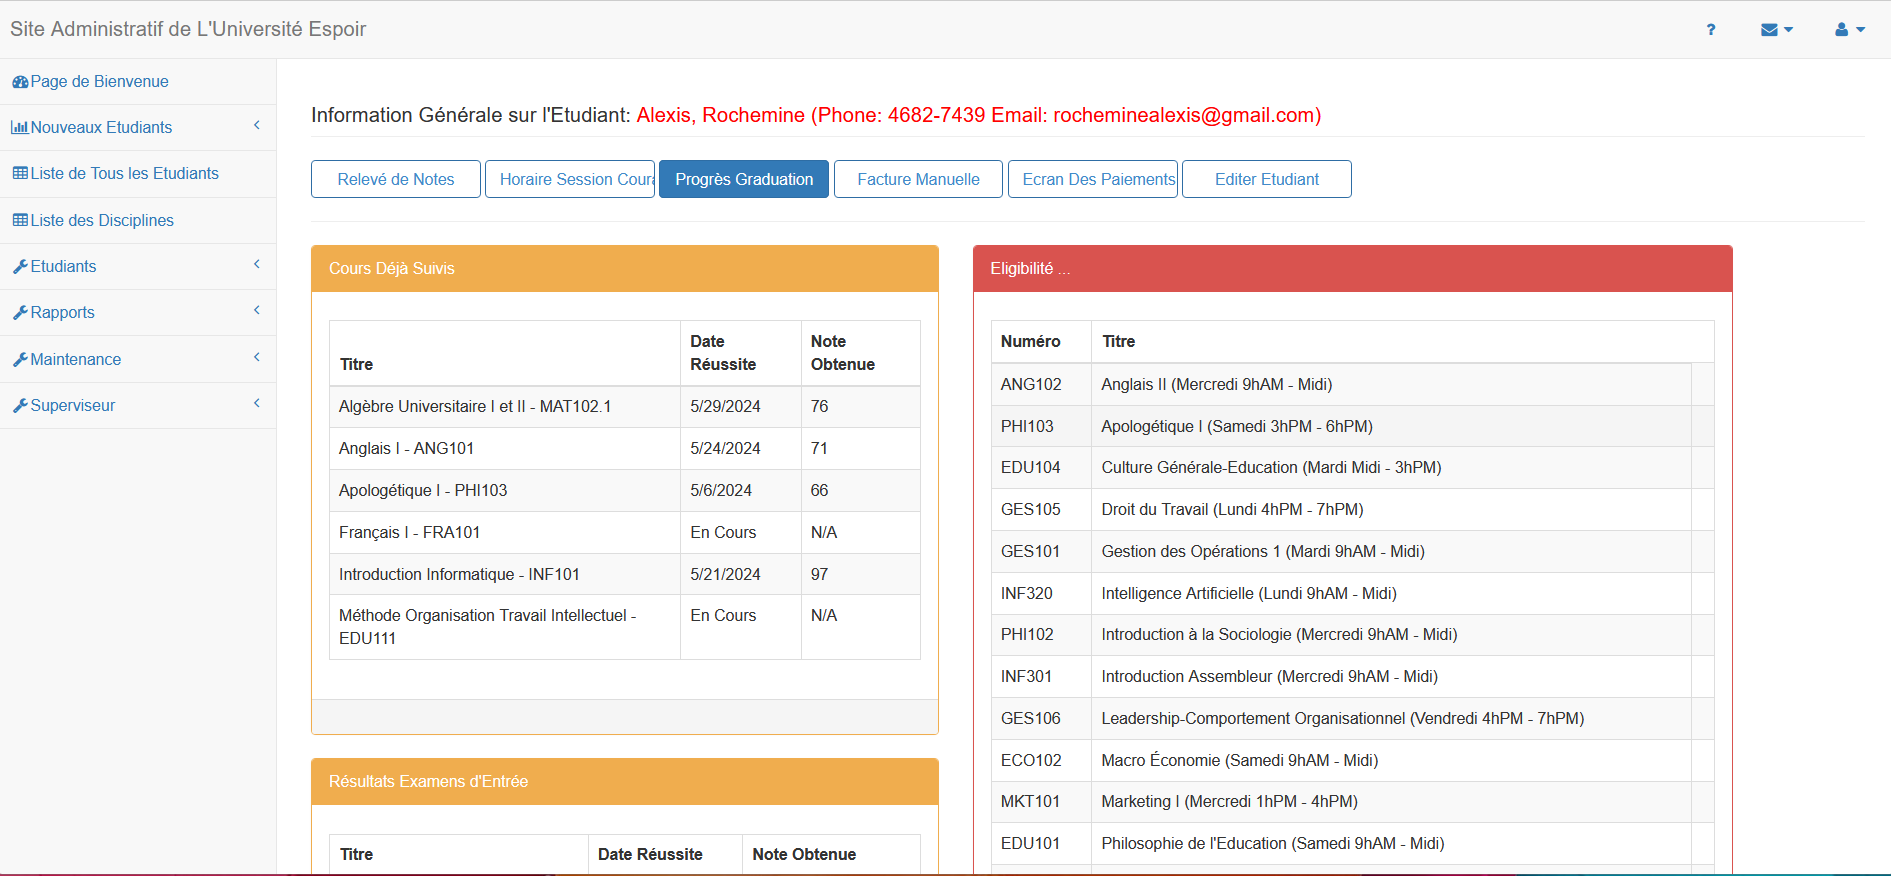 Site Administratif de L'Université Espoir
?
Page de Bienvenue
Nouveaux Etudiants
Liste de Tous les Etudiants
Liste des Disciplines
Etudiants
Rapports
Maintenance
Superviseur
Information Générale sur l'Etudiant: Alexis, Rochemine (Phone: 4682-7439 Email: rocheminealexis@gmail.com)
Relevé de Notes
Horaire Session Coura
Progrès Graduation
Facture Manuelle
Ecran Des Paiements
Editer Etudiant
Cours Déjà Suivis
Titre Date Réussite Note Obtenue
Algèbre Universitaire I et II - MAT102.1 5/29/2024 76
Anglais I - ANG101 5/24/2024 71
Apologétique I - PHI103 5/6/2024 66
Français I - FRA101 En Cours N/A
Introduction Informatique - INF101 5/21/2024 97
Méthode Organisation Travail Intellectuel - EDU111 En Cours N/A
Résultats Examens d'Entrée
Titre Date Réussite Note Obtenue
Eligibilité ...
Numéro Titre
ANG102 Anglais II (Mercredi 9hAM - Midi)
PHI103 Apologétique I (Samedi 3hPM - 6hPM)
EDU104 Culture Générale-Education (Mardi Midi - 3hPM)
GES105 Droit du Travail (Lundi 4hPM - 7hPM)
GES101 Gestion des Opérations 1 (Mardi 9hAM - Midi)
INF320 Intelligence Artificielle (Lundi 9hAM - Midi)
PHI102 Introduction à la Sociologie (Mercredi 9hAM - Midi)
INF301 Introduction Assembleur (Mercredi 9hAM - Midi)
GES106 Leadership-Comportement Organisationnel (Vendredi 4hPM - 7hPM)
ECO102 Macro Économie (Samedi 9hAM - Midi)
MKT101 Marketing I (Mercredi 1hPM - 4hPM)
EDU101 Philosophie de l'Education (Samedi 9hAM - Midi)